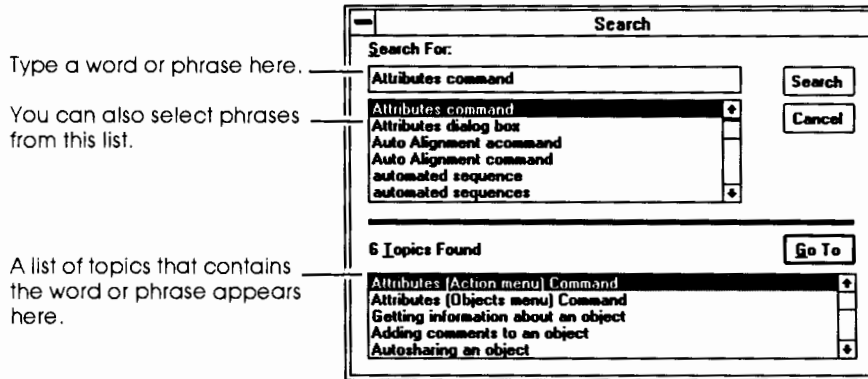 Search
Search For:
Type a word or phrase here.
Attributes command
Search
You can also select phrases
from this list.
Attributes command
Attributes dialog box
Auto Alignment acommand
Auto Alignment command
automated sequence
automated sequences
Cancel
6 Topics Found
Go To
A list of topics that contains
the word or phrase appears
here.
Attributes (Action menu) Command
Attributes (Objects menu) Command
Getting information about an object
Adding comments to an object
Autosharing an object